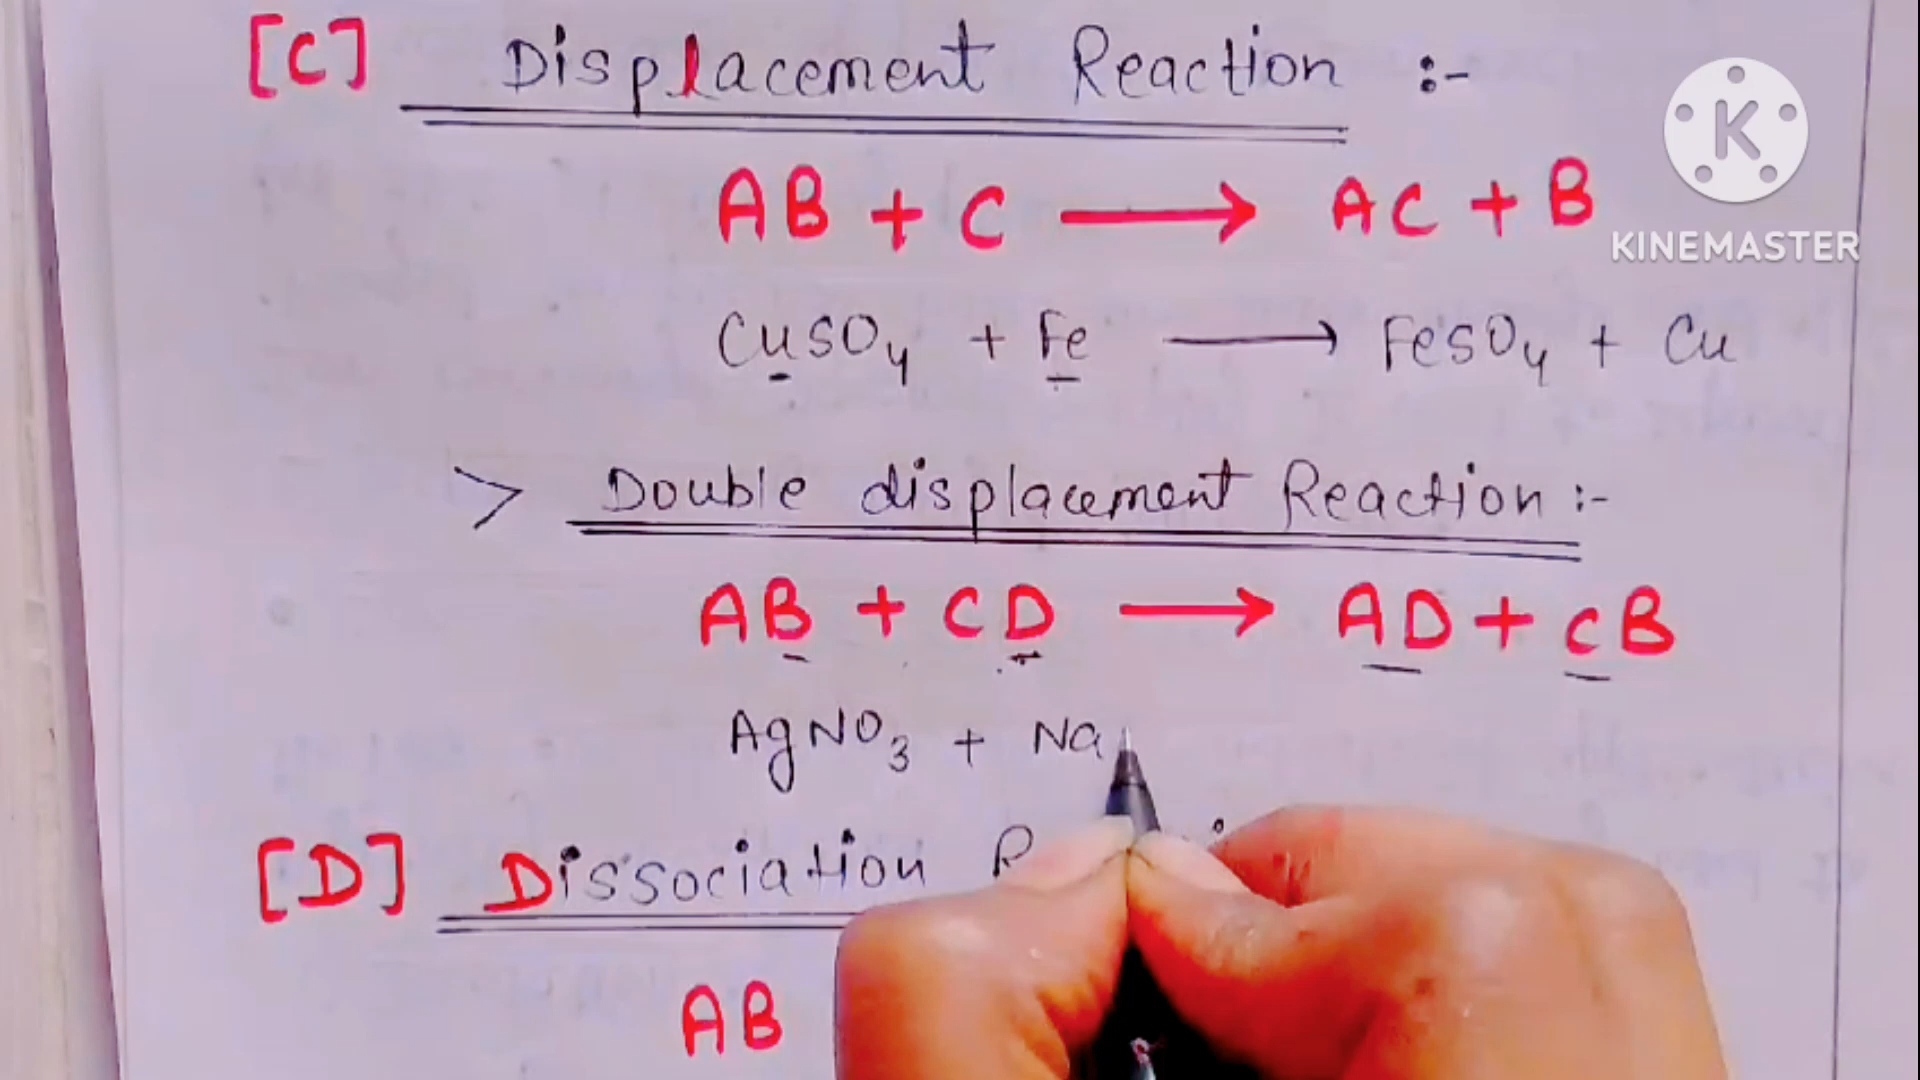 [C] Displacement Reaction :-
AB + C ⟶ AC + B
KINEMASTER
CuSO₄ + Fe ⟶ FeSO₄ + Cu
> Double displacement Reaction :-
AB + CD ⟶ AD + CB
AgNO₃ + Na
[D] Dissociation
AB